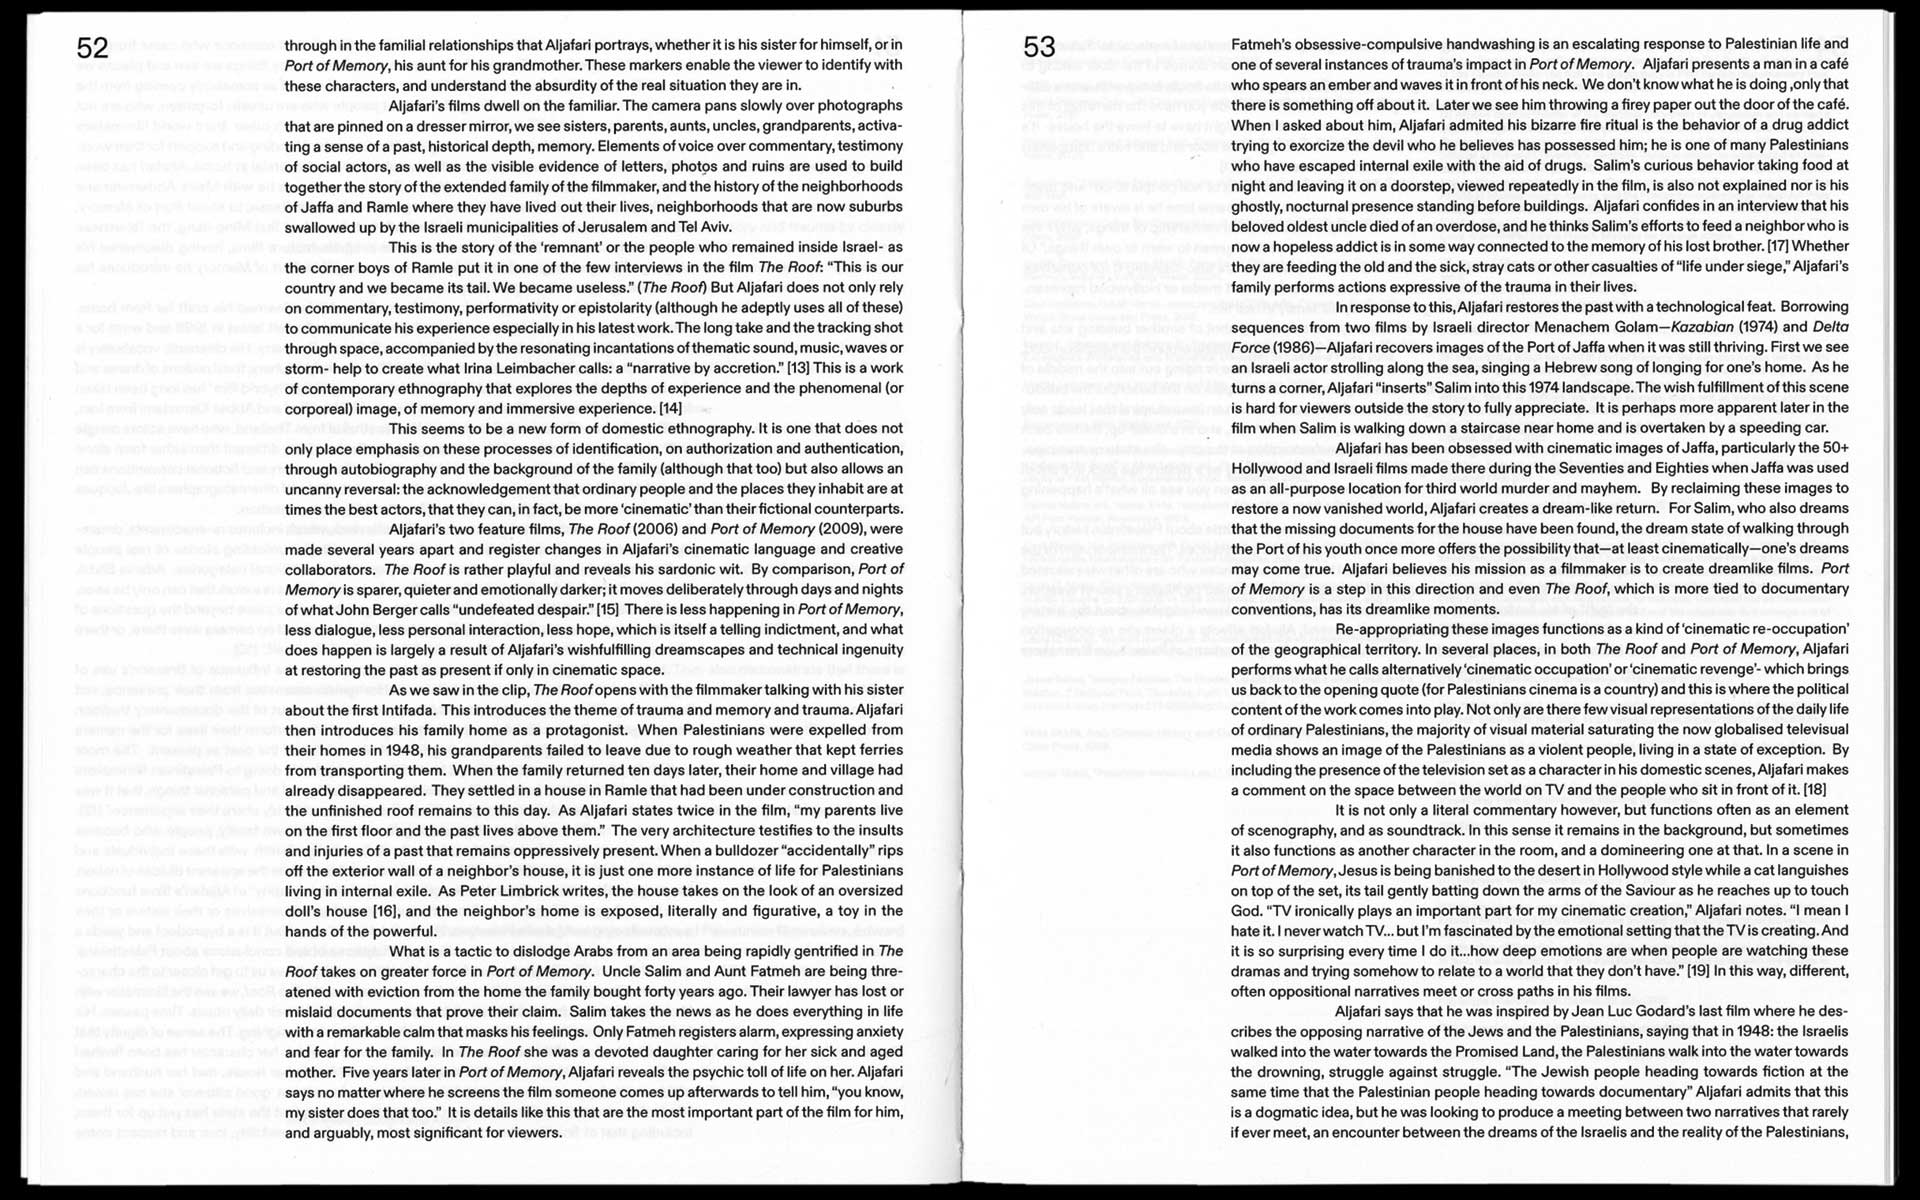 52
through in the familial relationships that Aljafari portrays, whether it is his sister for himself, or in
Port of Memory, his aunt for his grandmother. These markers enable the viewer to identify with
these characters, and understand the absurdity of the real situation they are in.
Aljafari's films dwell on the familiar. The camera pans slowly over photographs
that are pinned on a dresser mirror, we see sisters, parents, aunts, uncles, grandparents, activa-
ting a sense of a past, historical depth, memory. Elements of voice over commentary, testimony
of social actors, as well as the visible evidence of letters, photos and ruins are used to build
together the story of the extended family of the filmmaker, and the history of the neighborhoods
of Jaffa and Ramle where they have lived out their lives, neighborhoods that are now suburbs
swallowed up by the Israeli municipalities of Jerusalem and Tel Aviv.
This is the story of the 'remnant' or the people who remained inside Israel- as
the corner boys of Ramle put it in one of the few interviews in the film The Roof: "This is our
country and we became its tail. We became useless." (The Roof) But Aljafari does not only rely
on commentary, testimony, performativity or epistolarity (although he adeptly uses all of these)
to communicate his experience especially in his latest work. The long take and the tracking shot
through space, accompanied by the resonating incantations of thematic sound, music, waves or
storm- help to create what Irina Leimbacher calls: a "narrative by accretion." [13] This is a work
of contemporary ethnography that explores the depths of experience and the phenomenal (or
corporeal) image, of memory and immersive experience. [14]
This seems to be a new form of domestic ethnography. It is one that does not
only place emphasis on these processes of identification, on authorization and authentication,
through autobiography and the background of the family (although that too) but also allows an
uncanny reversal: the acknowledgement that ordinary people and the places they inhabit are at
times the best actors, that they can, in fact, be more 'cinematic' than their fictional counterparts.
Aljafari's two feature films, The Roof (2006) and Port of Memory (2009), were
made several years apart and register changes in Aljafari's cinematic language and creative
collaborators. The Roof is rather playful and reveals his sardonic wit. By comparison, Port of
Memory is sparer, quieter and emotionally darker; it moves deliberately through days and nights
of what John Berger calls "undefeated despair." [15] There is less happening in Port of Memory,
less dialogue, less personal interaction, less hope, which is itself a telling indictment, and what
does happen is largely a result of Aljafari's wishfulfilling dreamscapes and technical ingenuity
at restoring the past as present if only in cinematic space.
As we saw in the clip, The Roof opens with the filmmaker talking with his sister
about the first Intifada. This introduces the theme of trauma and memory and trauma. Aljafari
then introduces his family home as a protagonist. When Palestinians were expelled from
their homes in 1948, his grandparents failed to leave due to rough weather that kept ferries
from transporting them. When the family returned ten days later, their home and village had
already disappeared. They settled in a house in Ramle that had been under construction and
the unfinished roof remains to this day. As Aljafari states twice in the film, "my parents live
on the first floor and the past lives above them." The very architecture testifies to the insults
and injuries of a past that remains oppressively present. When a bulldozer "accidentally" rips
off the exterior wall of a neighbor's house, it is just one more instance of life for Palestinians
living in internal exile. As Peter Limbrick writes, the house takes on the look of an oversized
doll's house [16], and the neighbor's home is exposed, literally and figurative, a toy in the
hands of the powerful.
What is a tactic to dislodge Arabs from an area being rapidly gentrified in The
Roof takes on greater force in Port of Memory. Uncle Salim and Aunt Fatmeh are being thre-
atened with eviction from the home the family bought forty years ago. Their lawyer has lost or
mislaid documents that prove their claim. Salim takes the news as he does everything in life
with a remarkable calm that masks his feelings. Only Fatmeh registers alarm, expressing anxiety
and fear for the family. In The Roof she was a devoted daughter caring for her sick and aged
mother. Five years later in Port of Memory, Aljafari reveals the psychic toll of life on her. Aljafari
says no matter where he screens the film someone comes up afterwards to tell him, "you know,
my sister does that too." It is details like this that are the most important part of the film for him,
and arguably, most significant for viewers.
53
Fatmeh's obsessive-compulsive handwashing is an escalating response to Palestinian life and
one of several instances of trauma's impact in Port of Memory. Aljafari presents a man in a café
who spears an ember and waves it in front of his neck. We don't know what he is doing ,only that
there is something off about it. Later we see him throwing a firey paper out the door of the café.
When I asked about him, Aljafari admited his bizarre fire ritual is the behavior of a drug addict
trying to exorcize the devil who he believes has possessed him; he is one of many Palestinians
who have escaped internal exile with the aid of drugs. Salim's curious behavior taking food at
night and leaving it on a doorstep, viewed repeatedly in the film, is also not explained nor is his
ghostly, nocturnal presence standing before buildings. Aljafari confides in an interview that his
beloved oldest uncle died of an overdose, and he thinks Salim's efforts to feed a neighbor who is
now a hopeless addict is in some way connected to the memory of his lost brother. [17] Whether
they are feeding the old and the sick, stray cats or other casualties of "life under siege," Aljafari's
family performs actions expressive of the trauma in their lives.
In response to this, Aljafari restores the past with a technological feat. Borrowing
sequences from two films by Israeli director Menachem Golam—Kazabian (1974) and Delta
Force (1986)—Aljafari recovers images of the Port of Jaffa when it was still thriving. First we see
an Israeli actor strolling along the sea, singing a Hebrew song of longing for one's home. As he
turns a corner, Aljafari "inserts" Salim into this 1974 landscape. The wish fulfillment of this scene
is hard for viewers outside the story to fully appreciate. It is perhaps more apparent later in the
film when Salim is walking down a staircase near home and is overtaken by a speeding car.
Aljafari has been obsessed with cinematic images of Jaffa, particularly the 50+
Hollywood and Israeli films made there during the Seventies and Eighties when Jaffa was used
as an all-purpose location for third world murder and mayhem. By reclaiming these images to
restore a now vanished world, Aljafari creates a dream-like return. For Salim, who also dreams
that the missing documents for the house have been found, the dream state of walking through
the Port of his youth once more offers the possibility that—at least cinematically—one's dreams
may come true. Aljafari believes his mission as a filmmaker is to create dreamlike films. Port
of Memory is a step in this direction and even The Roof, which is more tied to documentary
conventions, has its dreamlike moments.
Re-appropriating these images functions as a kind of 'cinematic re-occupation'
of the geographical territory. In several places, in both The Roof and Port of Memory, Aljafari
performs what he calls alternatively 'cinematic occupation' or 'cinematic revenge'- which brings
us back to the opening quote (for Palestinians cinema is a country) and this is where the political
content of the work comes into play. Not only are there few visual representations of the daily life
of ordinary Palestinians, the majority of visual material saturating the now globalised televisual
media shows an image of the Palestinians as a violent people, living in a state of exception. By
including the presence of the television set as a character in his domestic scenes, Aljafari makes
a comment on the space between the world on TV and the people who sit in front of it. [18]
It is not only a literal commentary however, but functions often as an element
of scenography, and as soundtrack. In this sense it remains in the background, but sometimes
it also functions as another character in the room, and a domineering one at that. In a scene in
Port of Memory, Jesus is being banished to the desert in Hollywood style while a cat languishes
on top of the set, its tail gently batting down the arms of the Saviour as he reaches up to touch
God. "TV ironically plays an important part for my cinematic creation," Aljafari notes. "I mean I
hate it. I never watch TV... but I'm fascinated by the emotional setting that the TV is creating. And
it is so surprising every time I do it...how deep emotions are when people are watching these
dramas and trying somehow to relate to a world that they don't have." [19] In this way, different,
often oppositional narratives meet or cross paths in his films.
Aljafari says that he was inspired by Jean Luc Godard's last film where he des-
cribes the opposing narrative of the Jews and the Palestinians, saying that in 1948: the Israelis
walked into the water towards the Promised Land, the Palestinians walk into the water towards
the drowning, struggle against struggle. "The Jewish people heading towards fiction at the
same time that the Palestinian people heading towards documentary" Aljafari admits that this
is a dogmatic idea, but he was looking to produce a meeting between two narratives that rarely
if ever meet, an encounter between the dreams of the Israelis and the reality of the Palestinians,